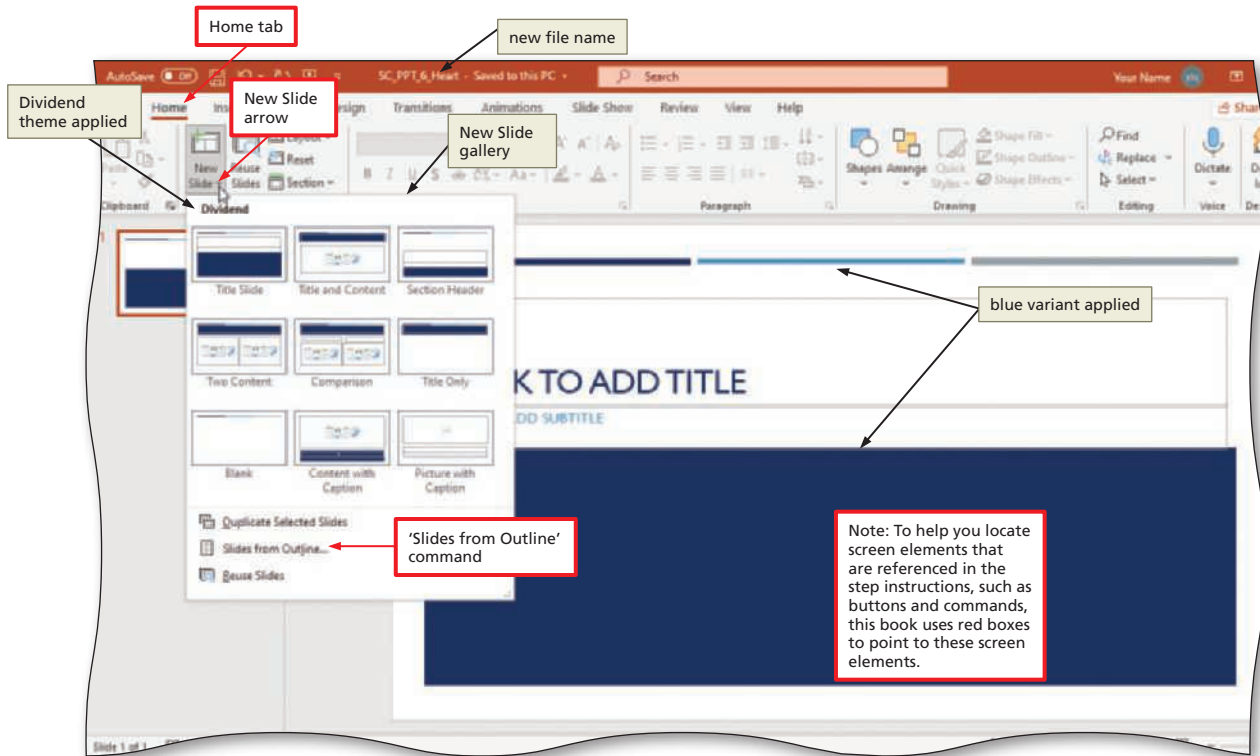 Home tab
new file name
AutoSave Off SC_PPT_6_Heart - Saved to this PC Search Your Name
Dividend
theme applied
New Slide
arrow
Home Design Transitions Animations Slide Show Review View Help
New Slide
gallery
New
Slide
Reuse
Slides
Reset
Section
Shapes Arrange Quick
Styles
Shape Fill
Shape Outline
Shape Effects
Find
Replace
Select
Dictate
Clipboard Paragraph Drawing Editing Voice
Dividend
Title Slide Title and Content Section Header
Two Content Comparison Title Only
Blank Content with
Caption Picture with
Caption
Duplicate Selected Slides
Slides from Outline...
Reuse Slides
'Slides from Outline'
command
1
blue variant applied
K TO ADD TITLE
DD SUBTITLE
Note: To help you locate
screen elements that
are referenced in the
step instructions, such as
buttons and commands,
this book uses red boxes
to point to these screen
elements.
Slide 1 of 1